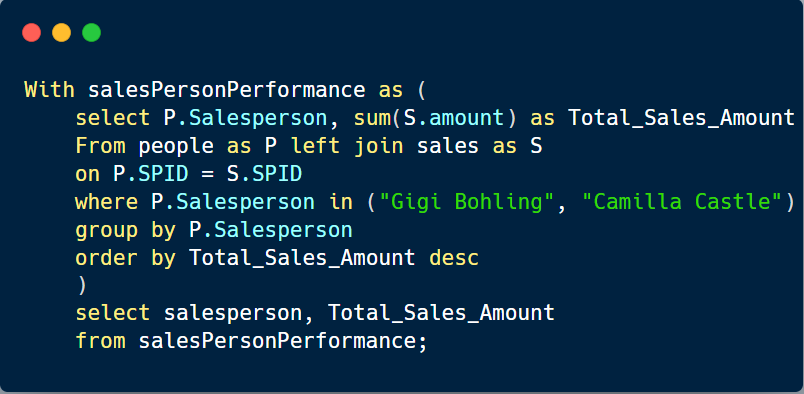 With salesPersonPerformance as (
select P.Salesperson, sum(S.amount) as Total_Sales_Amount
From people as P left join sales as S
on P.SPID = S.SPID
where P.Salesperson in ("Gigi Bohling", "Camilla Castle")
group by P.Salesperson
order by Total_Sales_Amount desc
)
select salesperson, Total_Sales_Amount
from salesPersonPerformance;